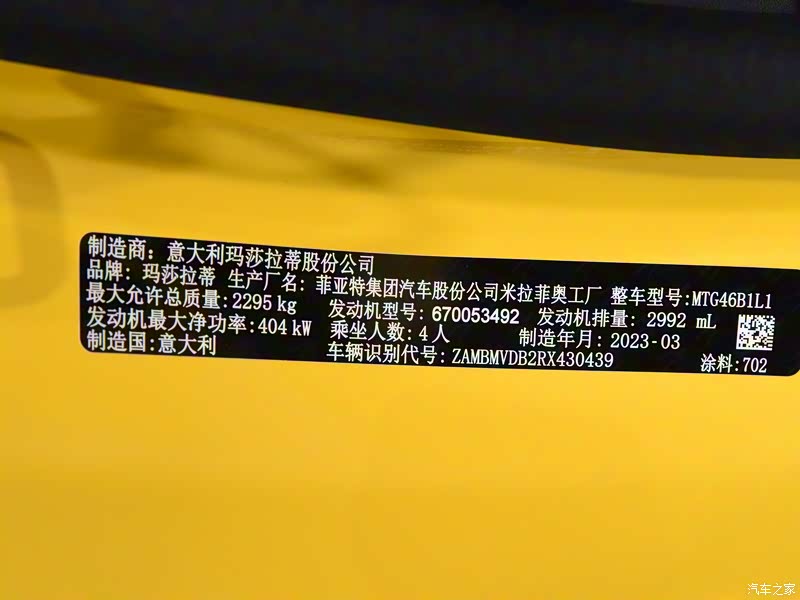 制造商：意大利玛莎拉蒂股份公司
品牌：玛莎拉蒂 生产厂名：菲亚特集团汽车股份公司米拉菲奥工厂 整车型号:MTG46B1L1
最大允许总质量:2295 kg 发动机型号: 670053492 发动机排量: 2992 mL
发动机最大净功率:404 kW 乘坐人数: 4 人 制造年月: 2023-03
制造国:意大利 车辆识别代号: ZAMBMVDB2RX430439 涂料:702
汽车之家